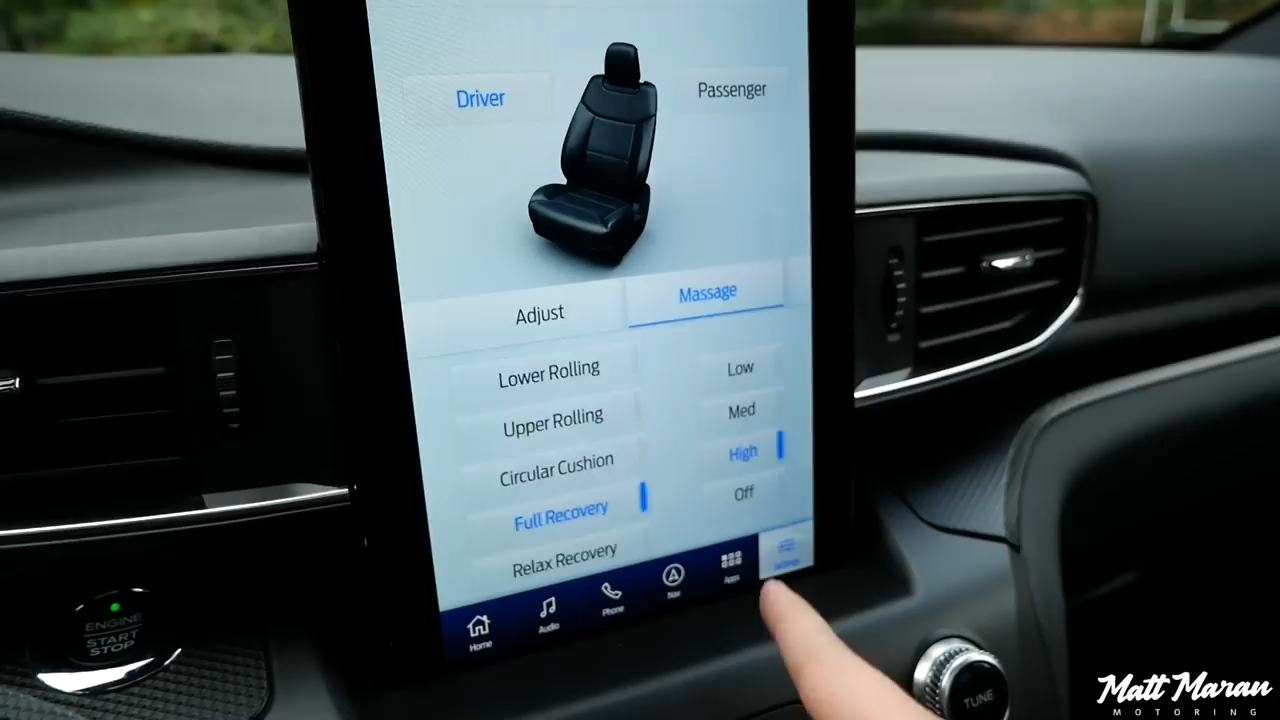 Driver
Passenger
Adjust
Massage
Lower Rolling
Low
Upper Rolling
Med
Circular Cushion
High
Full Recovery
Off
Relax Recovery
Home
Audio
Phone
Nav
Apps
Settings
ENGINE
START
STOP
TUNE
Matt Maran
MOTORING